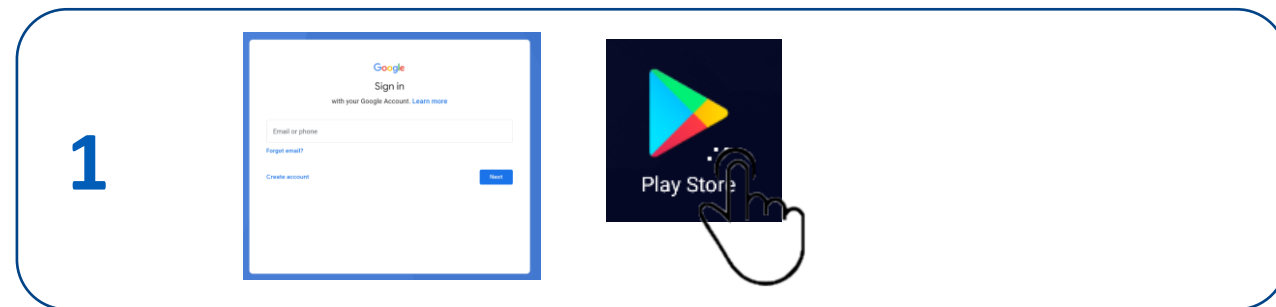 1
Google
Sign in
with your Google Account. Learn more
Email or phone
Forgot email?
Create account
Next
Play Store